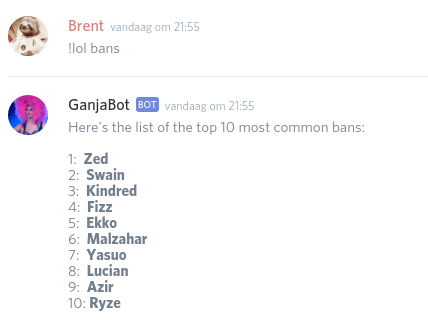 Brent vandaag om 21:55
!lol bans
GanjaBot BOT vandaag om 21:55
Here's the list of the top 10 most common bans:
1: Zed
2: Swain
3: Kindred
4: Fizz
5: Ekko
6: Malzahar
7: Yasuo
8: Lucian
9: Azir
10: Ryze